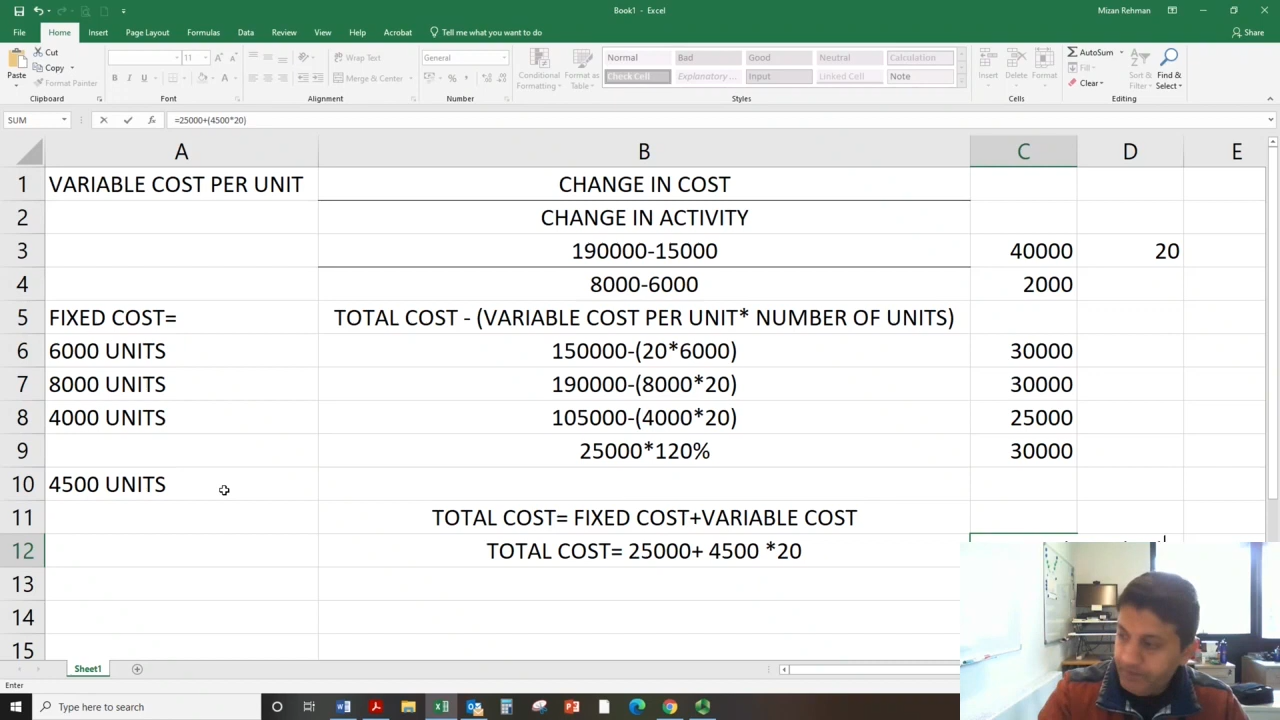 Book1 - Excel
Mizan Rehman
File Home Insert Page Layout Formulas Data Review View Help Acrobat Tell me what you want to do Share
Paste
Cut
Copy
Format Painter
11
B I U
Wrap Text
Merge & Center
General
Conditional Formatting
Format as Table
Normal Bad Good Neutral Calculation
Check Cell Explanatory ... Input Linked Cell Note
Insert Delete Format
AutoSum
Fill
Clear
Sort & Filter
Find & Select
Clipboard Font Alignment Number Styles Cells Editing
SUM fx =25000+(4500*20)
A B C D E
1 VARIABLE COST PER UNIT CHANGE IN COST
2 CHANGE IN ACTIVITY
3 190000-15000 40000 20
4 8000-6000 2000
5 FIXED COST= TOTAL COST - (VARIABLE COST PER UNIT* NUMBER OF UNITS)
6 6000 UNITS 150000-(20*6000) 30000
7 8000 UNITS 190000-(8000*20) 30000
8 4000 UNITS 105000-(4000*20) 25000
9 25000*120% 30000
10 4500 UNITS
11 TOTAL COST= FIXED COST+VARIABLE COST
12 TOTAL COST= 25000+ 4500 *20
13
14
15
Sheet1
Enter
Type here to search